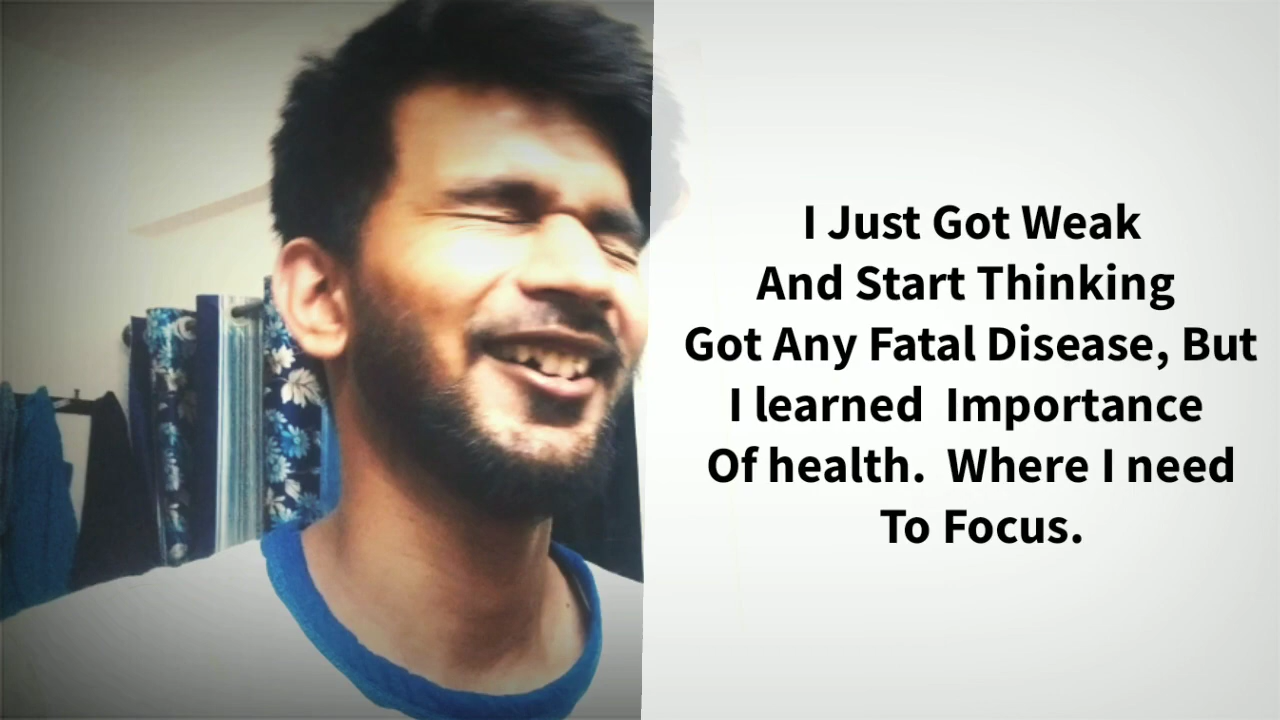 I Just Got Weak
And Start Thinking
Got Any Fatal Disease, But
I learned  Importance
Of health.  Where I need
To Focus.